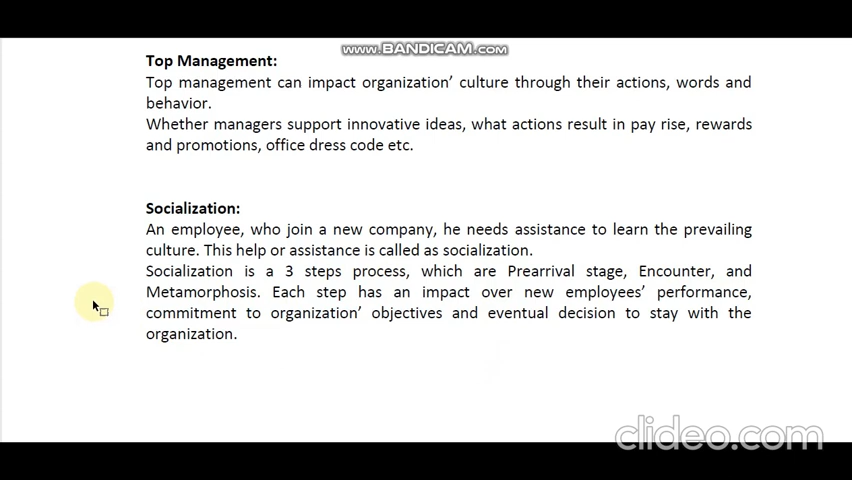 www.BANDICAM.com
Top Management:
Top management can impact organization’ culture through their actions, words and
behavior.
Whether managers support innovative ideas, what actions result in pay rise, rewards
and promotions, office dress code etc.
Socialization:
An employee, who join a new company, he needs assistance to learn the prevailing
culture. This help or assistance is called as socialization.
Socialization is a 3 steps process, which are Prearrival stage, Encounter, and
Metamorphosis. Each step has an impact over new employees’ performance,
commitment to organization’ objectives and eventual decision to stay with the
organization.
clideo.com